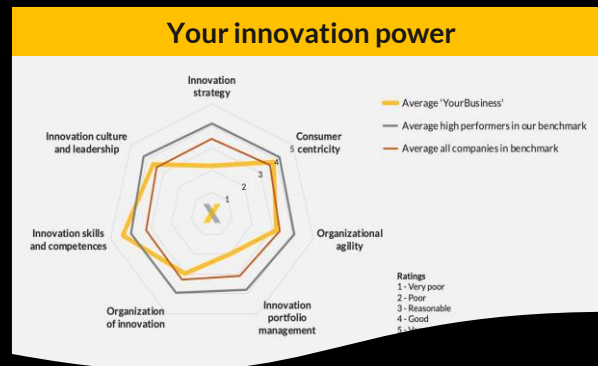 Your innovation power
Innovation
strategy
Average 'YourBusiness'
Average high performers in our benchmark
Average all companies in benchmark
Innovation culture
and leadership
Consumer
centricity
5
4
3
2
1
X
Innovation skills
and competences
Organizational
agility
Organization
of innovation
Innovation
portfolio
management
Ratings
1 - Very poor
2 - Poor
3 - Reasonable
4 - Good
5 -